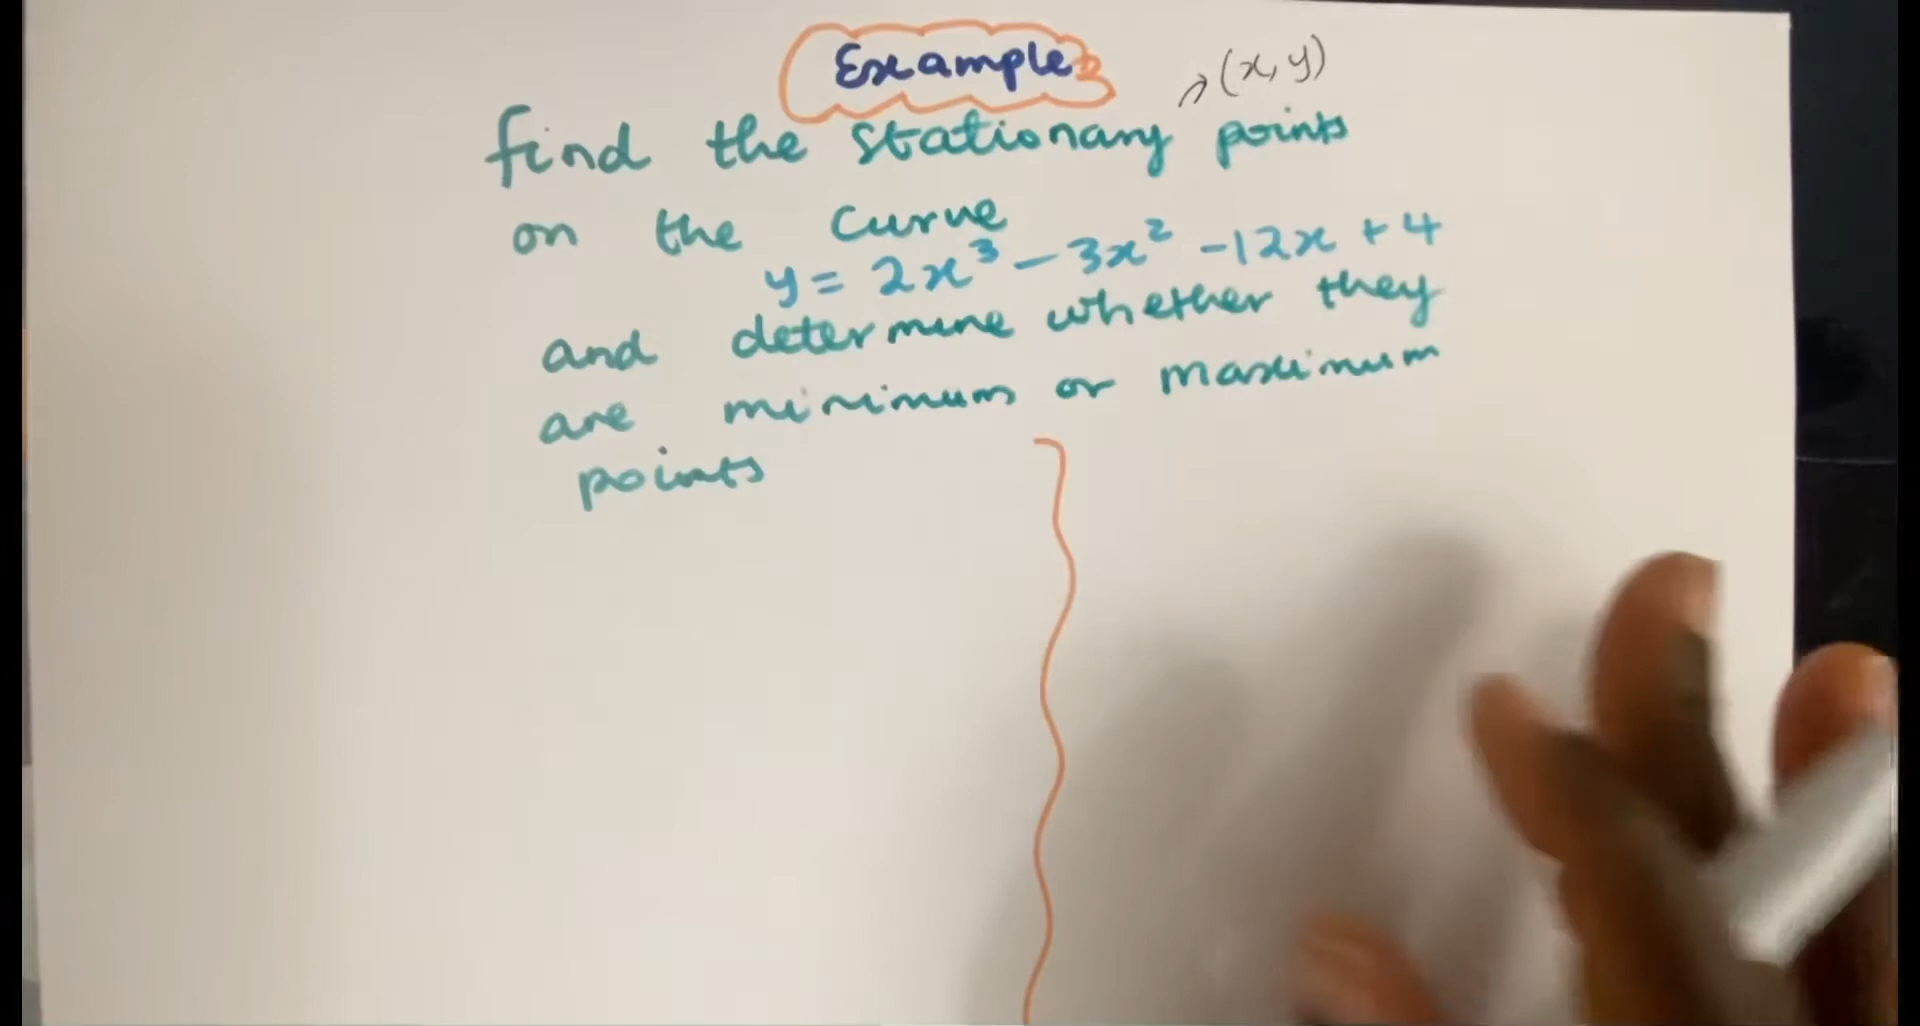 Example 2
(x, y)
find the stationary points
on the curve
y = 2x³ - 3x² - 12x + 4
and determine whether they
are minimum or maximum
points